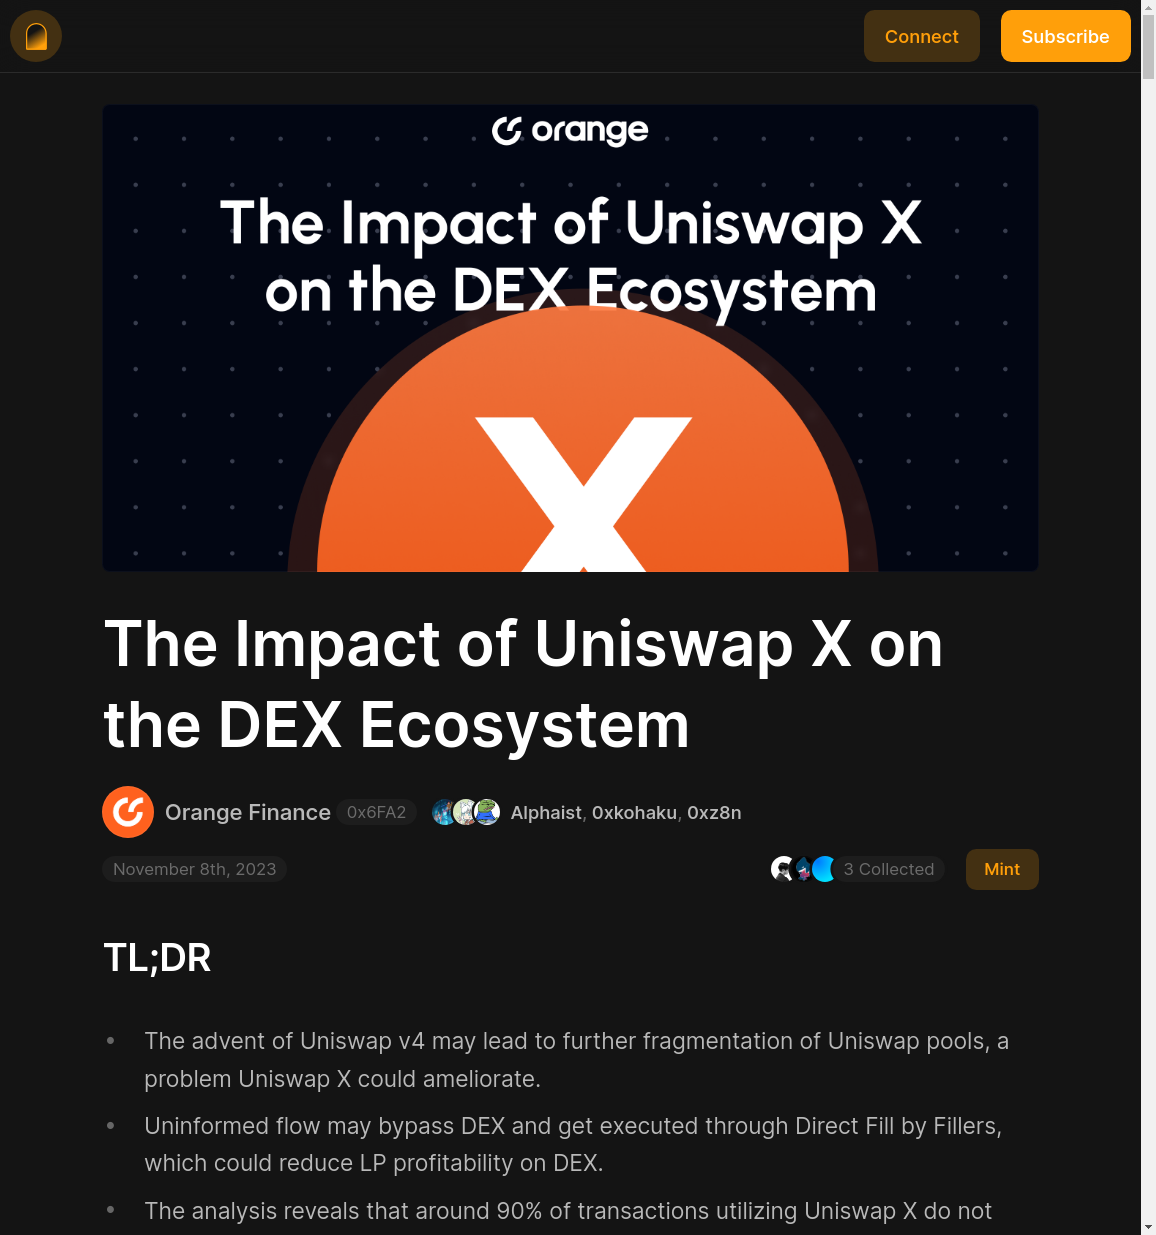 Connect
Subscribe
orange
The Impact of Uniswap X
on the DEX Ecosystem
X
The Impact of Uniswap X on
the DEX Ecosystem
Orange Finance 0x6FA2 Alphaist, 0xkohaku, 0xz8n
November 8th, 2023
3 Collected
Mint
TL;DR
• The advent of Uniswap v4 may lead to further fragmentation of Uniswap pools, a
problem Uniswap X could ameliorate.
• Uninformed flow may bypass DEX and get executed through Direct Fill by Fillers,
which could reduce LP profitability on DEX.
• The analysis reveals that around 90% of transactions utilizing Uniswap X do not